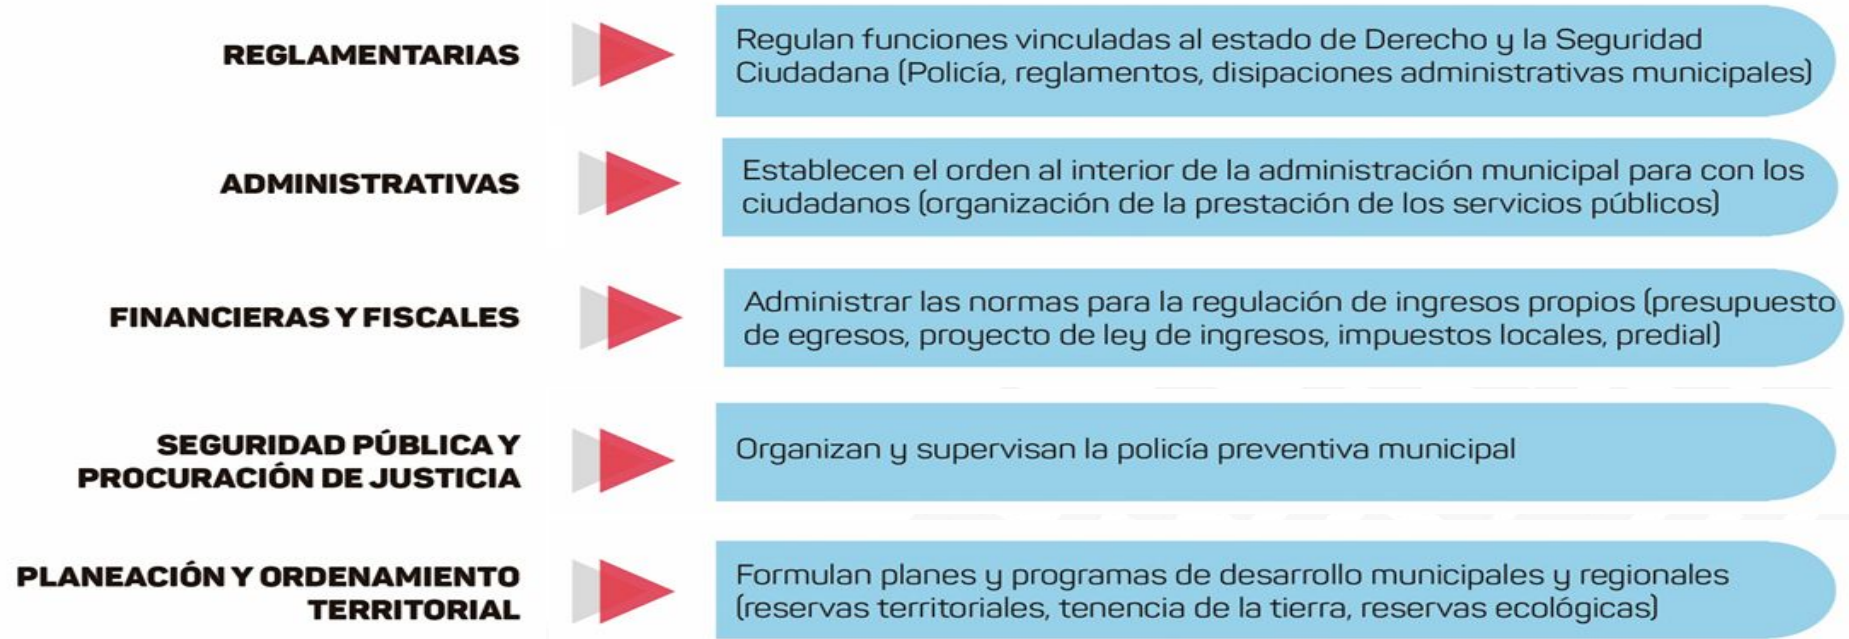 REGLAMENTARIAS
Regulan funciones vinculadas al estado de Derecho y la Seguridad
Ciudadana (Policía, reglamentos, disipaciones administrativas municipales)
ADMINISTRATIVAS
Establecen el orden al interior de la administración municipal para con los
ciudadanos (organización de la prestación de los servicios públicos)
FINANCIERAS Y FISCALES
Administrar las normas para la regulación de ingresos propios (presupuesto
de egresos, proyecto de ley de ingresos, impuestos locales, predial)
SEGURIDAD PÚBLICA Y
PROCURACIÓN DE JUSTICIA
Organizan y supervisan la policía preventiva municipal
PLANEACIÓN Y ORDENAMIENTO
TERRITORIAL
Formulan planes y programas de desarrollo municipales y regionales
(reservas territoriales, tenencia de la tierra, reservas ecológicas)